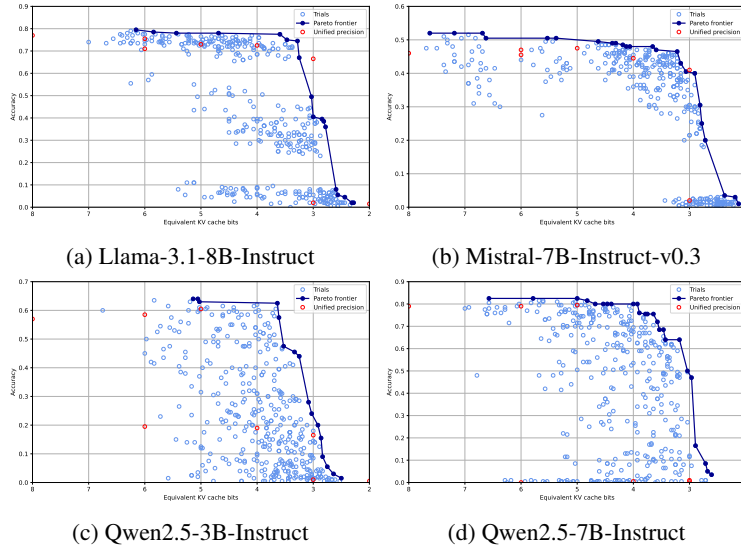 0.9
0.8
0.7
0.6
0.5
0.4
0.3
0.2
0.1
0.0
Accuracy
8 7 6 5 4 3 2
Equivalent KV cache bits
Trials
Pareto frontier
Unified precision
(a) Llama-3.1-8B-Instruct
0.6
0.5
0.4
0.3
0.2
0.1
0.0
Accuracy
8 7 6 5 4 3 2
Equivalent KV cache bits
Trials
Pareto frontier
Unified precision
(b) Mistral-7B-Instruct-v0.3
0.7
0.6
0.5
0.4
0.3
0.2
0.1
0.0
Accuracy
8 7 6 5 4 3 2
Equivalent KV cache bits
Trials
Pareto frontier
Unified precision
(c) Qwen2.5-3B-Instruct
0.9
0.8
0.7
0.6
0.5
0.4
0.3
0.2
0.1
0.0
Accuracy
8 7 6 5 4 3 2
Equivalent KV cache bits
Trials
Pareto frontier
Unified precision
(d) Qwen2.5-7B-Instruct